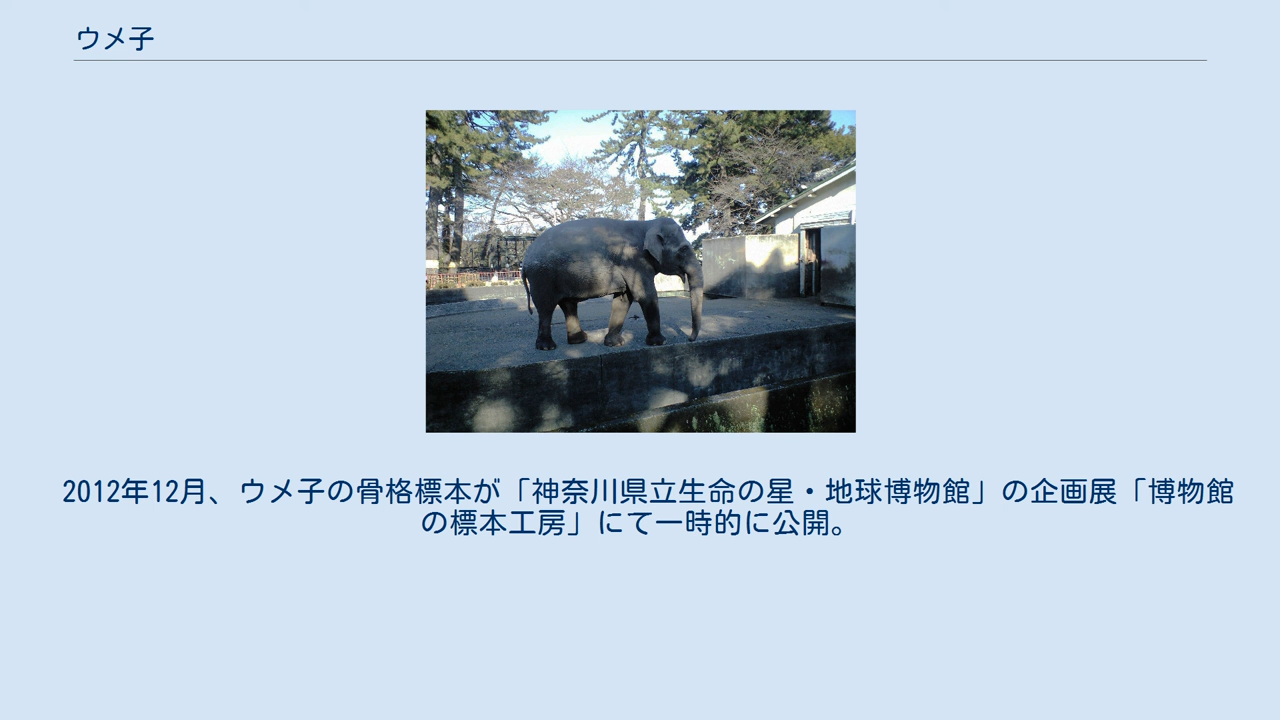 ウメ子
2012年12月、ウメ子の骨格標本が「神奈川県立生命の星・地球博物館」の企画展「博物館
の標本工房」にて一時的に公開。